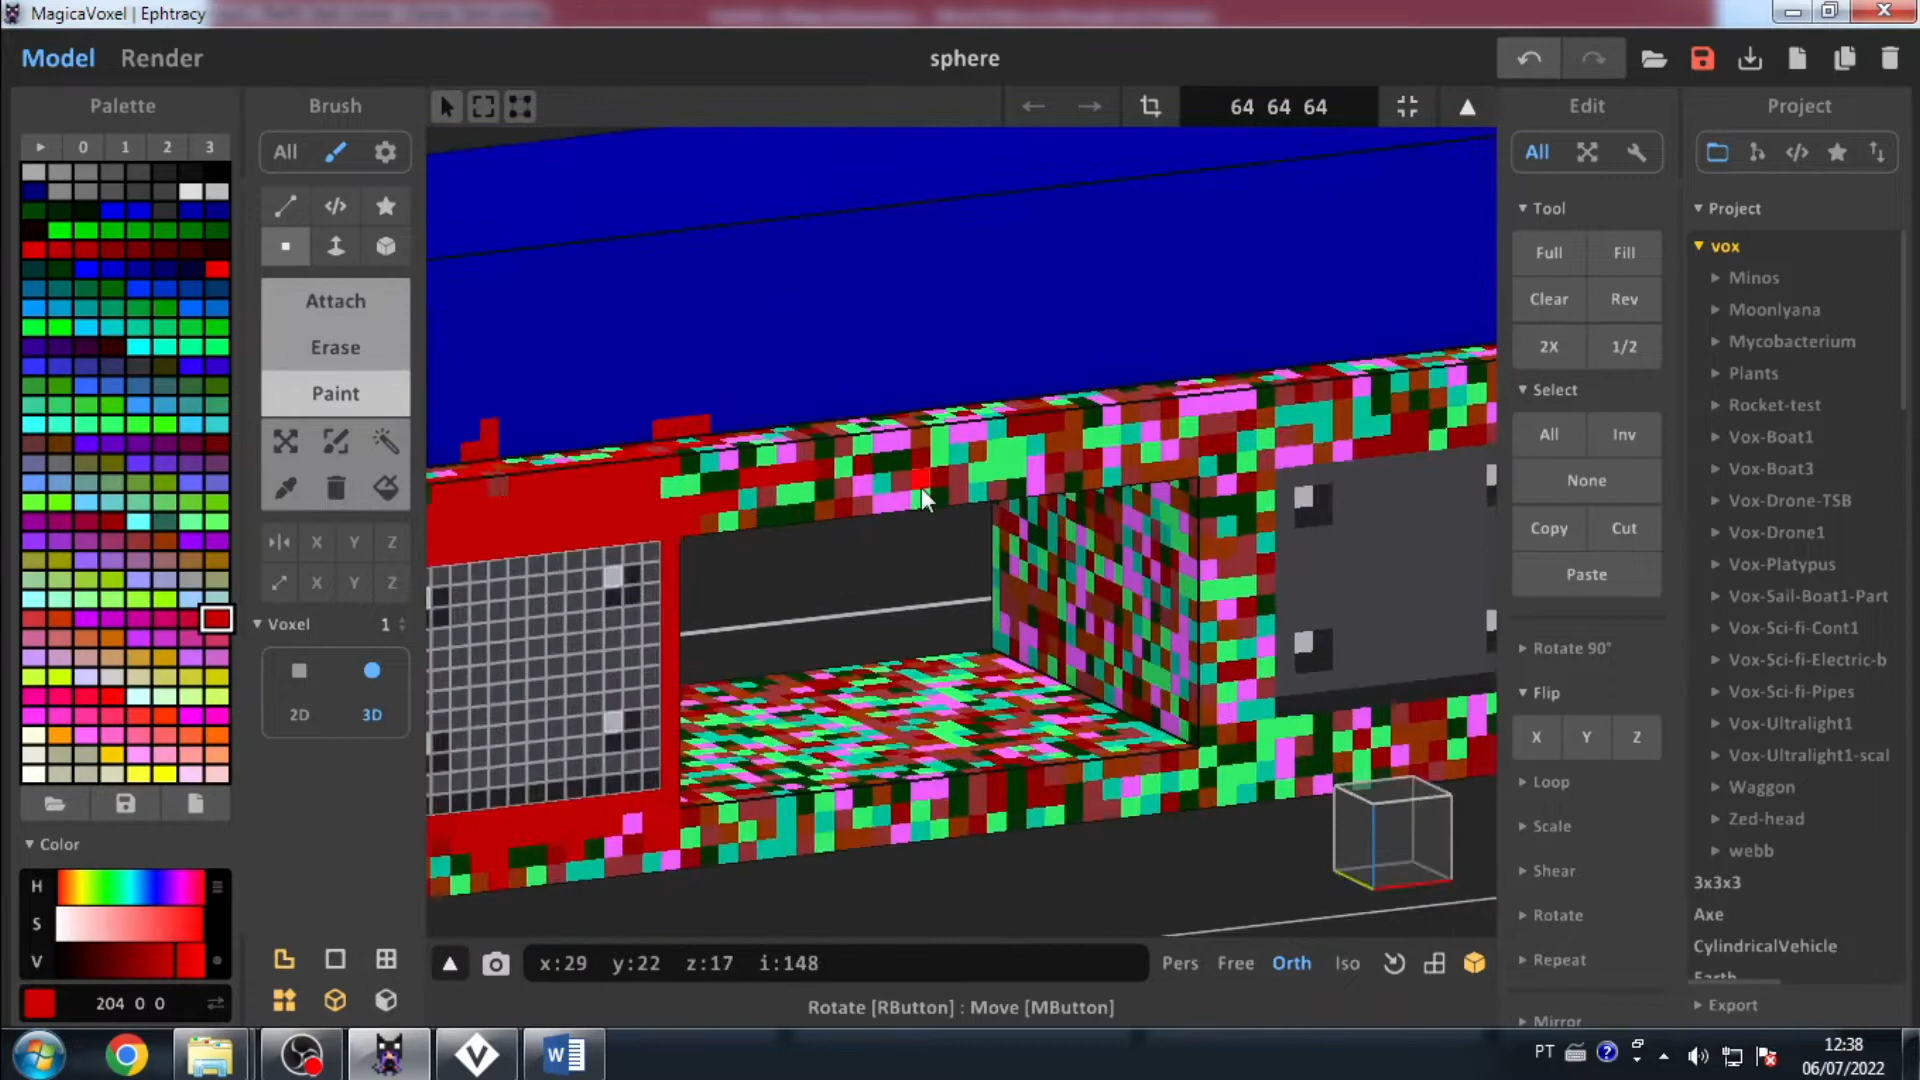 MagicaVoxel | Ephtracy
Model Render
sphere
Palette
Brush
64 64 64
Edit
Project
0 1 2 3
All
All
Tool
Project
Full Fill
vox
Minos
Clear Rev
Moonlyana
Attach
2X 1/2
Mycobacterium
Erase
Plants
Paint
Select
Rocket-test
All Inv
Vox-Boat1
Vox-Boat3
None
Vox-Drone-TSB
Copy Cut
Vox-Drone1
X Y Z
Vox-Platypus
Paste
X Y Z
Vox-Sail-Boat1-Part
Voxel 1
Vox-Sci-fi-Cont1
Rotate 90°
Vox-Sci-fi-Electric-b
Flip
Vox-Sci-fi-Pipes
2D 3D
X Y Z
Vox-Ultralight1
Vox-Ultralight1-scal
Loop
Waggon
Scale
Zed-head
Color
webb
Shear
3x3x3
H
Rotate
Axe
S
CylindricalVehicle
V
Repeat
Earth
x:29 y:22 z:17 i:148
Pers Free Orth Iso
204 0 0
Rotate [RButton] : Move [MButton]
Mirror
Export
PT
12:38
06/07/2022